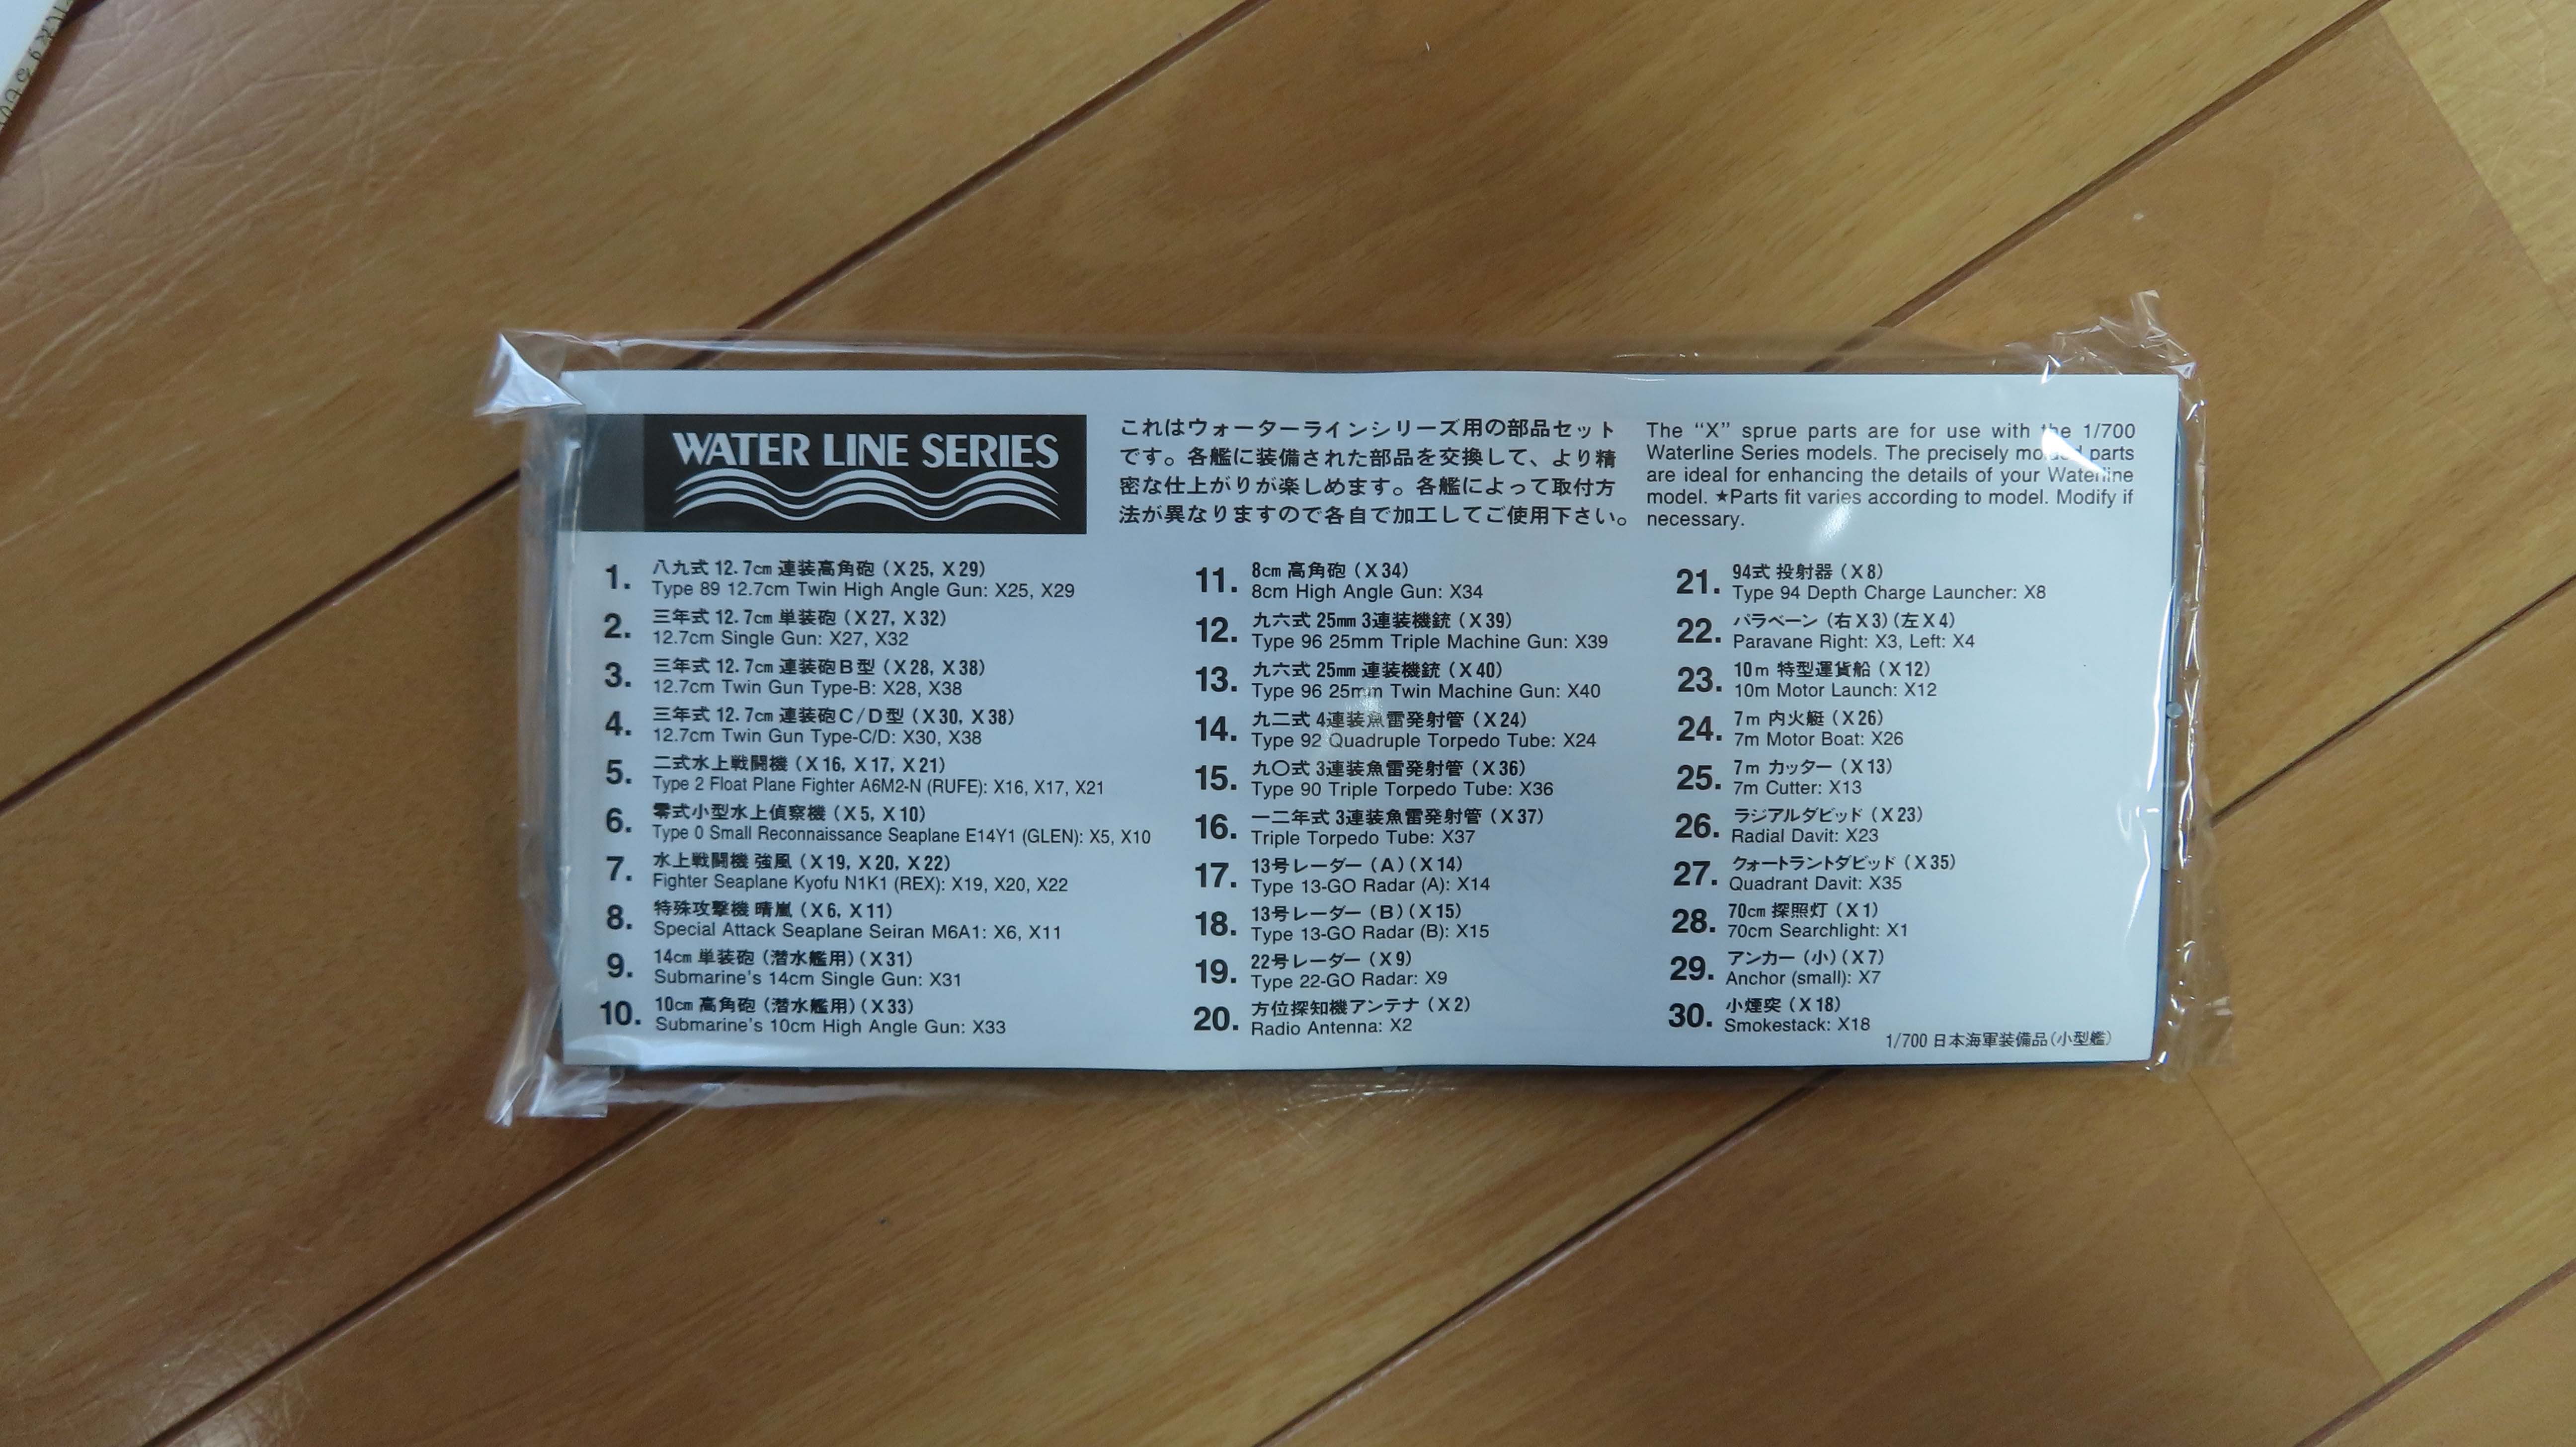 WATER LINE SERIES
これはウォーターラインシリーズ用の部品セット
です。各艦に装備された部品を交換して、より精
密な仕上がりが楽しめます。各艦によって取付方
法が異なりますので各自で加工してご使用下さい。
The “X” sprue parts are for use with the 1/700
Waterline Series models. The precisely molded parts
are ideal for enhancing the details of your Waterline
model. ★Parts fit varies according to model. Modify if
necessary.
1. 八九式 12.7cm 連装高角砲 (X25, X29)
Type 89 12.7cm Twin High Angle Gun: X25, X29
2. 三年式 12.7cm 単装砲 (X27, X32)
12.7cm Single Gun: X27, X32
3. 三年式 12.7cm 連装砲B型 (X28, X38)
12.7cm Twin Gun Type-B: X28, X38
4. 三年式 12.7cm 連装砲C/D型 (X30, X38)
12.7cm Twin Gun Type-C/D: X30, X38
5. 二式水上戦闘機 (X16, X17, X21)
Type 2 Float Plane Fighter A6M2-N (RUFE): X16, X17, X21
6. 零式小型水上偵察機 (X5, X10)
Type 0 Small Reconnaissance Seaplane E14Y1 (GLEN): X5, X10
7. 水上戦闘機 強風 (X19, X20, X22)
Fighter Seaplane Kyofu N1K1 (REX): X19, X20, X22
8. 特殊攻撃機 晴嵐 (X6, X11)
Special Attack Seaplane Seiran M6A1: X6, X11
9. 14cm 単装砲 (潜水艦用) (X31)
Submarine's 14cm Single Gun: X31
10. 10cm 高角砲 (潜水艦用) (X33)
Submarine's 10cm High Angle Gun: X33
11. 8cm 高角砲 (X34)
8cm High Angle Gun: X34
12. 九六式 25mm 3連装機銃 (X39)
Type 96 25mm Triple Machine Gun: X39
13. 九六式 25mm 連装機銃 (X40)
Type 96 25mm Twin Machine Gun: X40
14. 九二式 4連装魚雷発射管 (X24)
Type 92 Quadruple Torpedo Tube: X24
15. 九〇式 3連装魚雷発射管 (X36)
Type 90 Triple Torpedo Tube: X36
16. 一二年式 3連装魚雷発射管 (X37)
Triple Torpedo Tube: X37
17. 13号レーダー (A) (X14)
Type 13-GO Radar (A): X14
18. 13号レーダー (B) (X15)
Type 13-GO Radar (B): X15
19. 22号レーダー (X9)
Type 22-GO Radar: X9
20. 方位探知機アンテナ (X2)
Radio Antenna: X2
21. 94式 投射器 (X8)
Type 94 Depth Charge Launcher: X8
22. パラベーン (右X3) (左X4)
Paravane Right: X3, Left: X4
23. 10m 特型運貨船 (X12)
10m Motor Launch: X12
24. 7m 内火艇 (X26)
7m Motor Boat: X26
25. 7m カッター (X13)
7m Cutter: X13
26. ラジアルダビッド (X23)
Radial Davit: X23
27. クォートラントダビッド (X35)
Quadrant Davit: X35
28. 70cm 探照灯 (X1)
70cm Searchlight: X1
29. アンカー (小) (X7)
Anchor (small): X7
30. 小煙突 (X18)
Smokestack: X18
1/700 日本海軍装備品(小型艦)